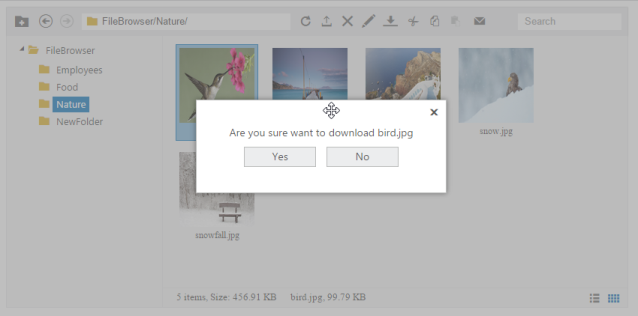 FileBrowser/Nature/
Search
FileBrowser
Employees
Food
Nature
NewFolder
Are you sure want to download bird.jpg
Yes No
snow.jpg
snowfall.jpg
5 items, Size: 456.91 KB bird.jpg, 99.79 KB